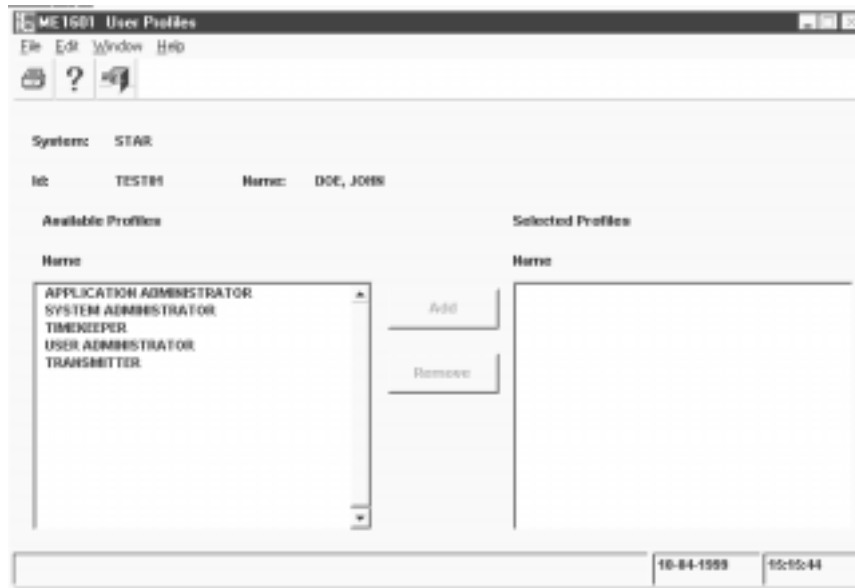 ME1601 User Profiles
File Edit Window Help
System: STAR
Id: TEST01 Name: DOE, JOHN
Available Profiles Selected Profiles
Name Name
APPLICATION ADMINISTRATOR
SYSTEM ADMINISTRATOR
TIMEKEEPER
USER ADMINISTRATOR
TRANSMITTER
Add
Remove
10-04-1999 15:15:44